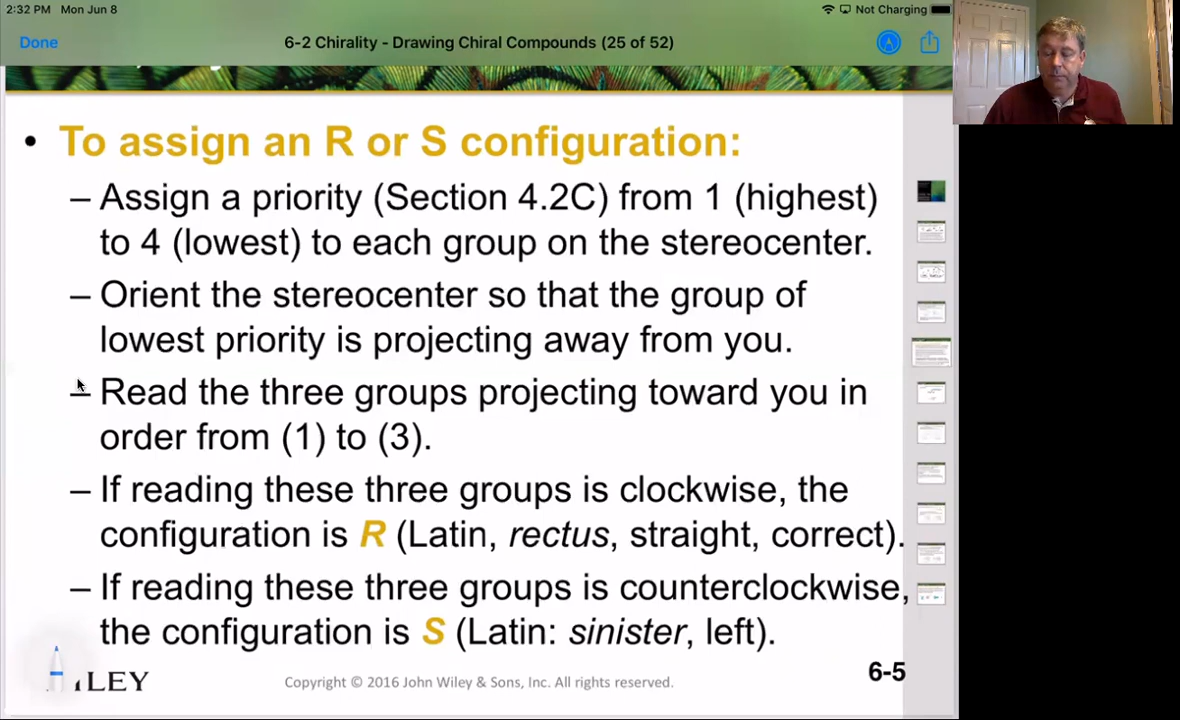 2:32 PM Mon Jun 8
Not Charging
Done
6-2 Chirality - Drawing Chiral Compounds (25 of 52)
• To assign an R or S configuration:
– Assign a priority (Section 4.2C) from 1 (highest)
to 4 (lowest) to each group on the stereocenter.
– Orient the stereocenter so that the group of
lowest priority is projecting away from you.
– Read the three groups projecting toward you in
order from (1) to (3).
– If reading these three groups is clockwise, the
configuration is R (Latin, rectus, straight, correct).
– If reading these three groups is counterclockwise,
the configuration is S (Latin: sinister, left).
Copyright © 2016 John Wiley & Sons, Inc. All rights reserved.
6-5